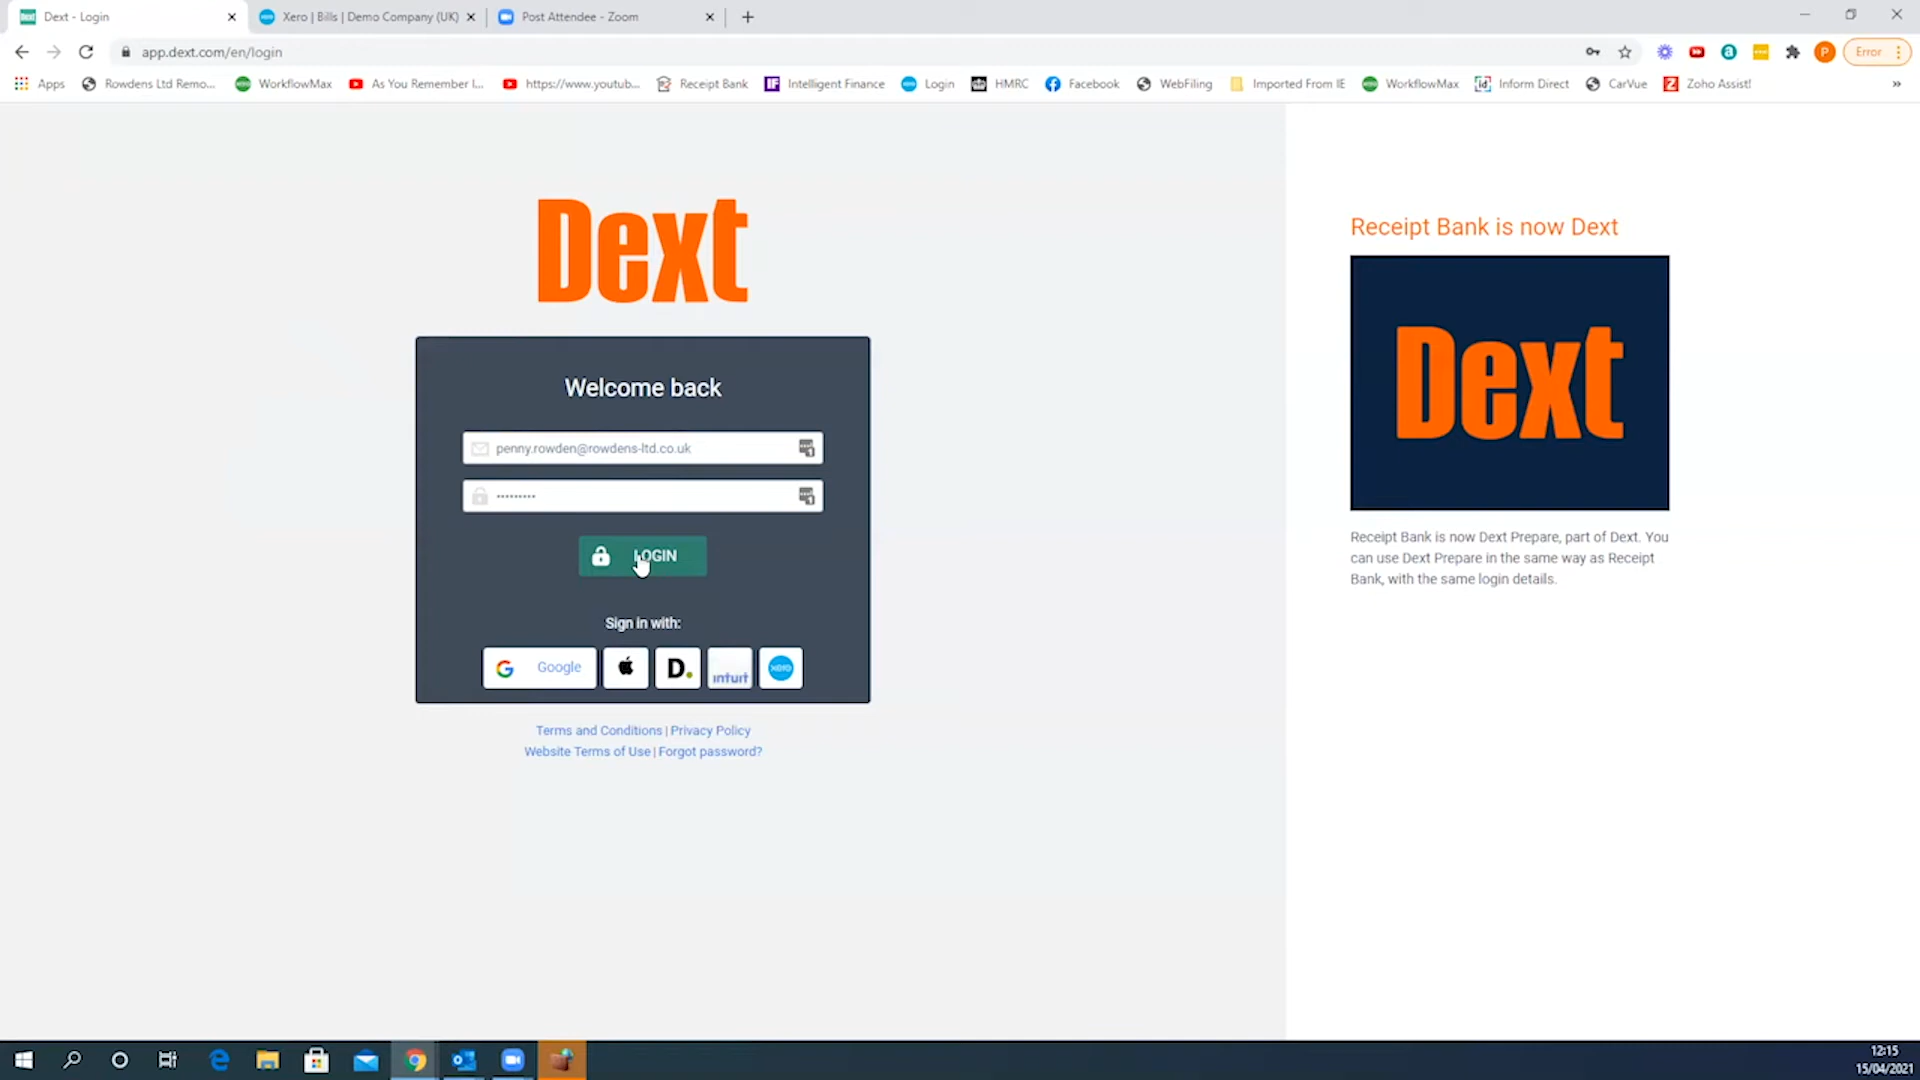 Dext - Login
Xero | Bills | Demo Company (UK)
Post Attendee - Zoom
app.dext.com/en/login
Error
Apps
Rowdens Ltd Remo...
WorkflowMax
As You Remember I...
https://www.youtub...
Receipt Bank
Intelligent Finance
Login
HMRC
Facebook
WebFiling
Imported From IE
WorkflowMax
Inform Direct
CarVue
Zoho Assist!
Dext
Welcome back
penny.rowden@rowdens-ltd.co.uk
LOGIN
Sign in with:
Google
D.
intuit
xero
Terms and Conditions | Privacy Policy
Website Terms of Use | Forgot password?
Receipt Bank is now Dext
Dext
Receipt Bank is now Dext Prepare, part of Dext. You
can use Dext Prepare in the same way as Receipt
Bank, with the same login details.
12:15
15/04/2021